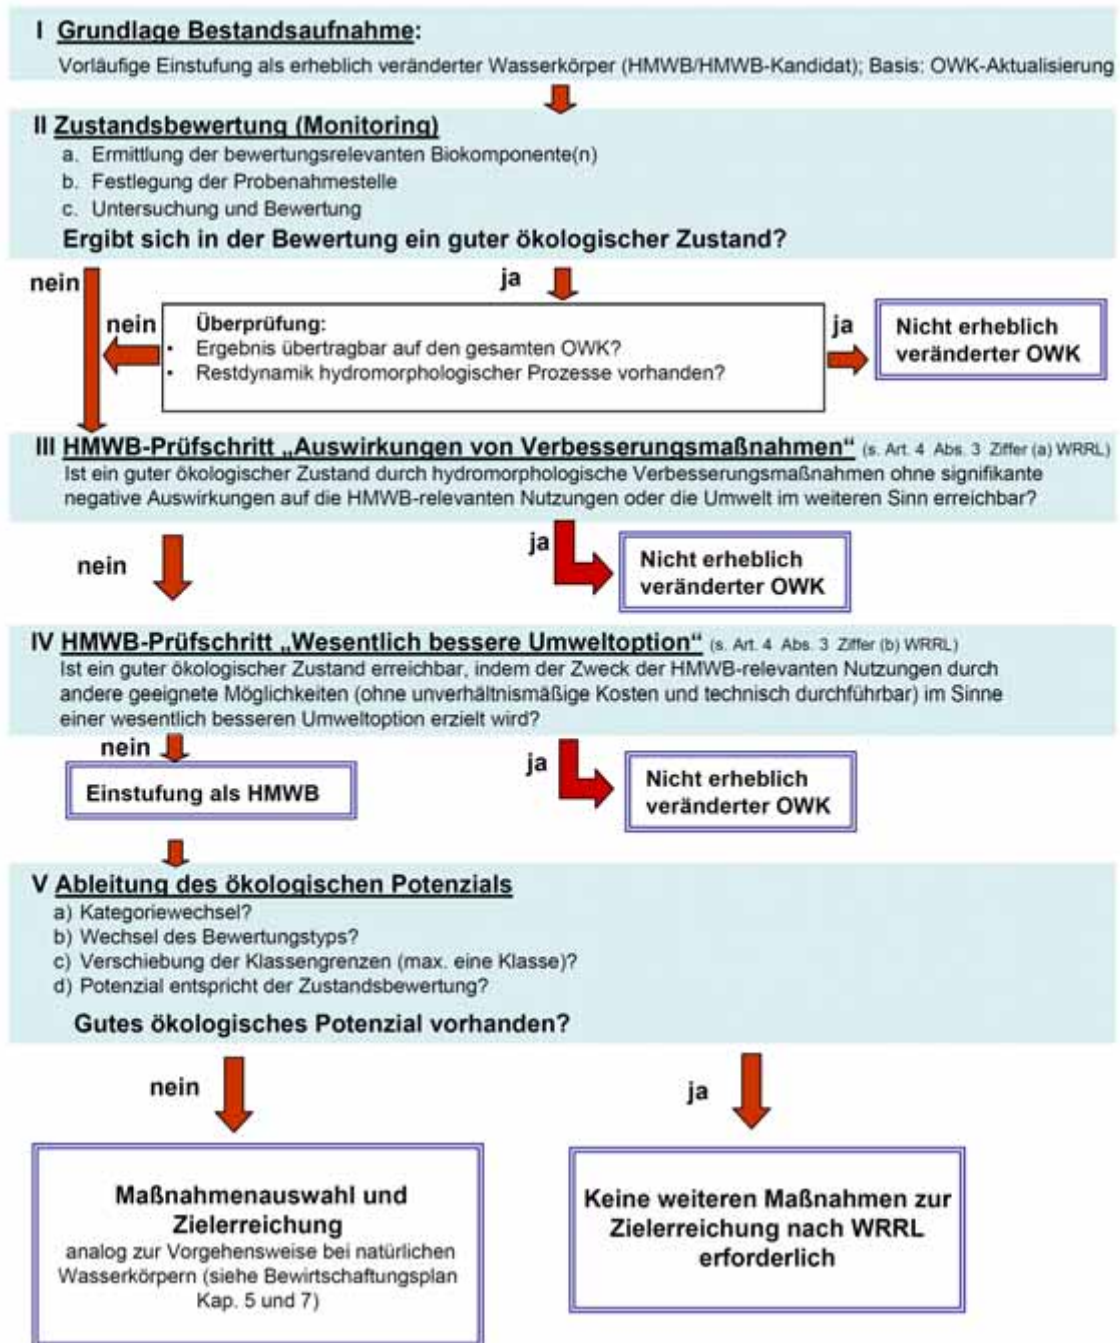 I Grundlage Bestandsaufnahme:
Vorläufige Einstufung als erheblich veränderter Wasserkörper (HMWB/HMWB-Kandidat); Basis: OWK-Aktualisierung
II Zustandsbewertung (Monitoring)
a. Ermittlung der bewertungsrelevanten Biokomponente(n)
b. Festlegung der Probenahmestelle
c. Untersuchung und Bewertung
Ergibt sich in der Bewertung ein guter ökologischer Zustand?
nein
ja
nein
Überprüfung:
• Ergebnis übertragbar auf den gesamten OWK?
• Restdynamik hydromorphologischer Prozesse vorhanden?
ja
Nicht erheblich
veränderter OWK
III HMWB-Prüfschritt „Auswirkungen von Verbesserungsmaßnahmen“ (s. Art. 4 Abs. 3 Ziffer (a) WRRL)
Ist ein guter ökologischer Zustand durch hydromorphologische Verbesserungsmaßnahmen ohne signifikante
negative Auswirkungen auf die HMWB-relevanten Nutzungen oder die Umwelt im weiteren Sinn erreichbar?
nein
ja
Nicht erheblich
veränderter OWK
IV HMWB-Prüfschritt „Wesentlich bessere Umweltoption“ (s. Art. 4 Abs. 3 Ziffer (b) WRRL)
Ist ein guter ökologischer Zustand erreichbar, indem der Zweck der HMWB-relevanten Nutzungen durch
andere geeignete Möglichkeiten (ohne unverhältnismäßige Kosten und technisch durchführbar) im Sinne
einer wesentlich besseren Umweltoption erzielt wird?
nein
Einstufung als HMWB
ja
Nicht erheblich
veränderter OWK
V Ableitung des ökologischen Potenzials
a) Kategoriewechsel?
b) Wechsel des Bewertungstyps?
c) Verschiebung der Klassengrenzen (max. eine Klasse)?
d) Potenzial entspricht der Zustandsbewertung?
Gutes ökologisches Potenzial vorhanden?
nein
ja
Maßnahmenauswahl und
Zielerreichung
analog zur Vorgehensweise bei natürlichen
Wasserkörpern (siehe Bewirtschaftungsplan
Kap. 5 und 7)
Keine weiteren Maßnahmen zur
Zielerreichung nach WRRL
erforderlich